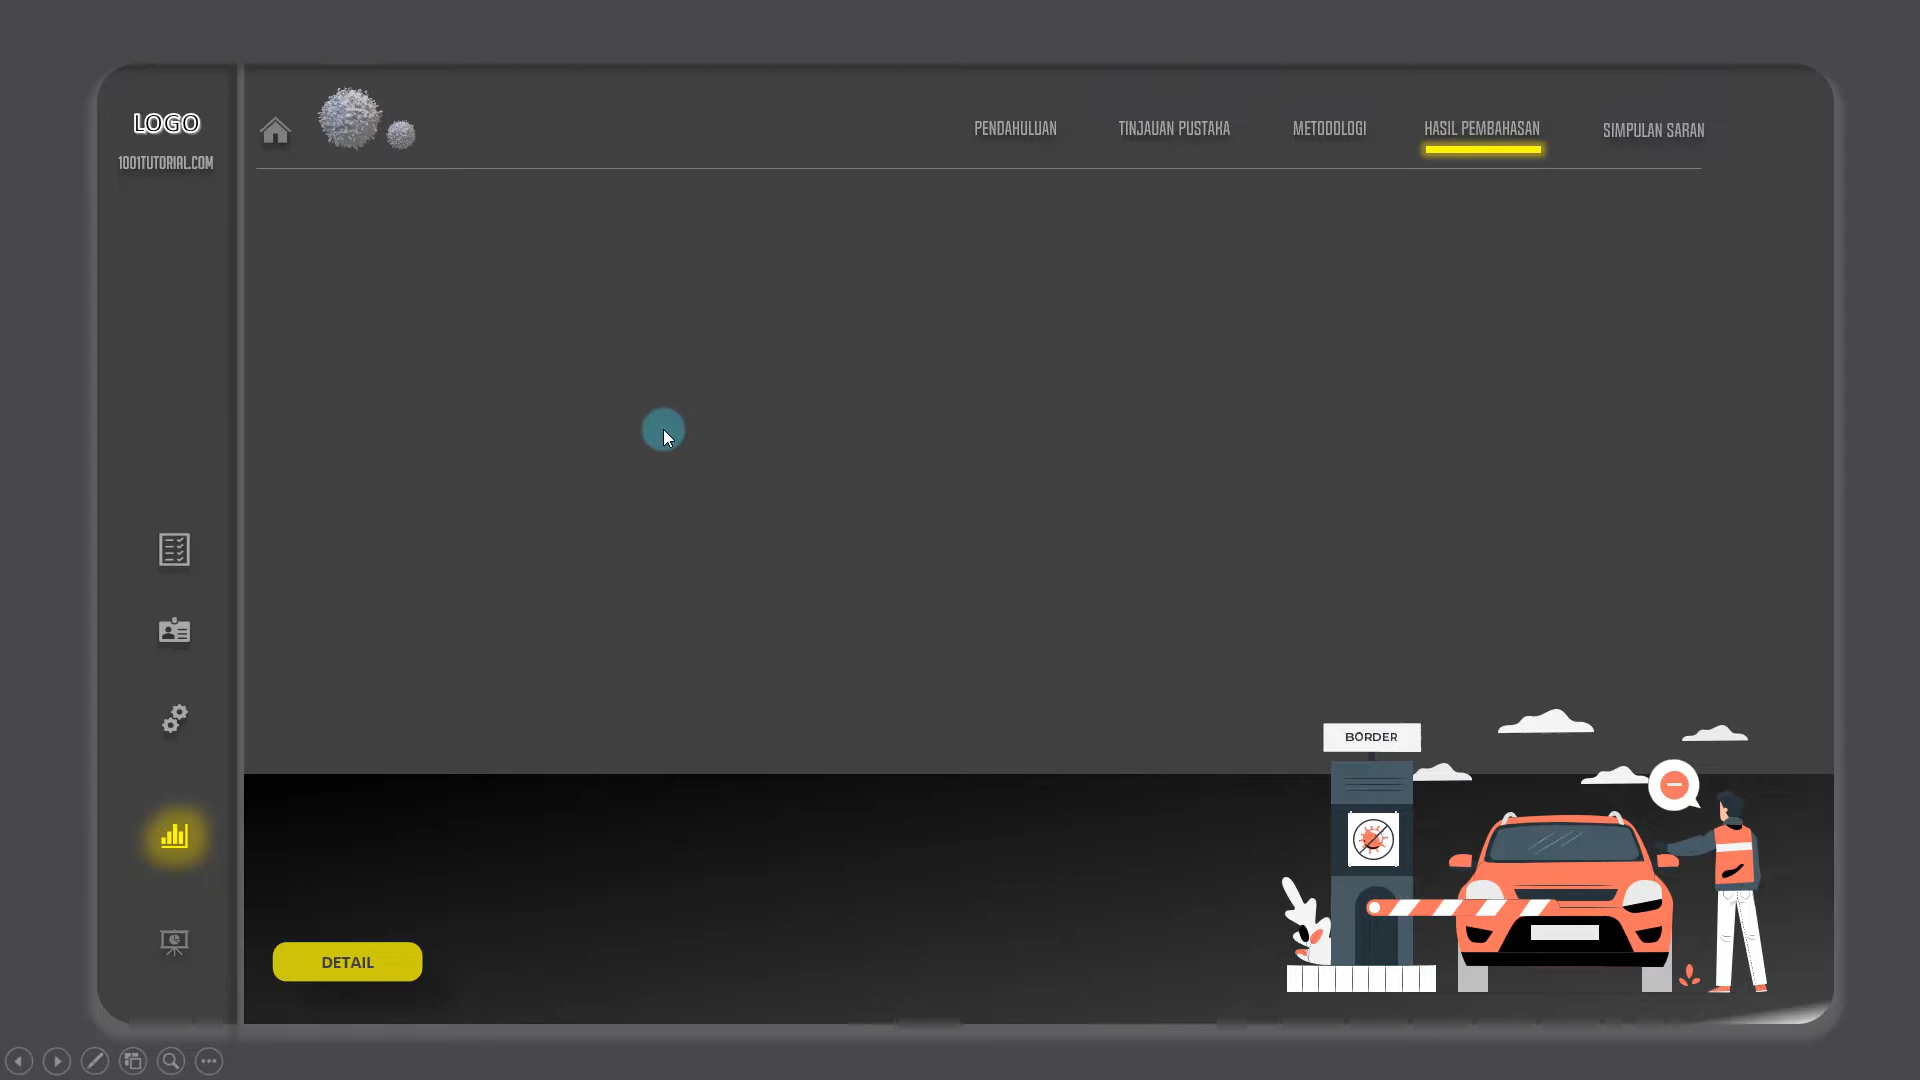 LOGO
1001TUTORIAL.COM
PENDAHULUAN
TINJAUAN PUSTAKA
METODOLOGI
HASIL PEMBAHASAN
SIMPULAN SARAN
BORDER
DETAIL